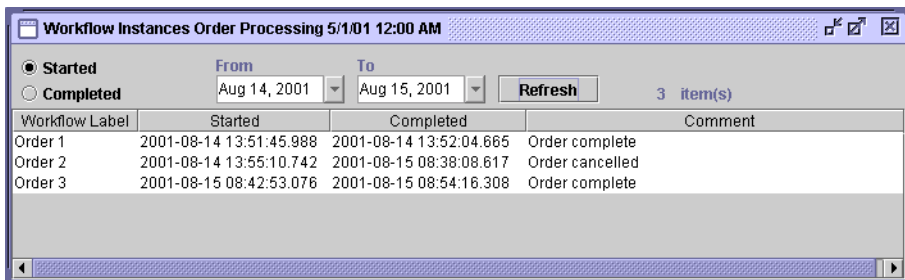 Workflow Instances Order Processing 5/1/01 12:00 AM
Started From To
Completed Aug 14, 2001 Aug 15, 2001 Refresh 3 item(s)
Workflow Label Started Completed Comment
Order 1 2001-08-14 13:51:45.988 2001-08-14 13:52:04.665 Order complete
Order 2 2001-08-14 13:55:10.742 2001-08-15 08:38:08.617 Order cancelled
Order 3 2001-08-15 08:42:53.076 2001-08-15 08:54:16.308 Order complete